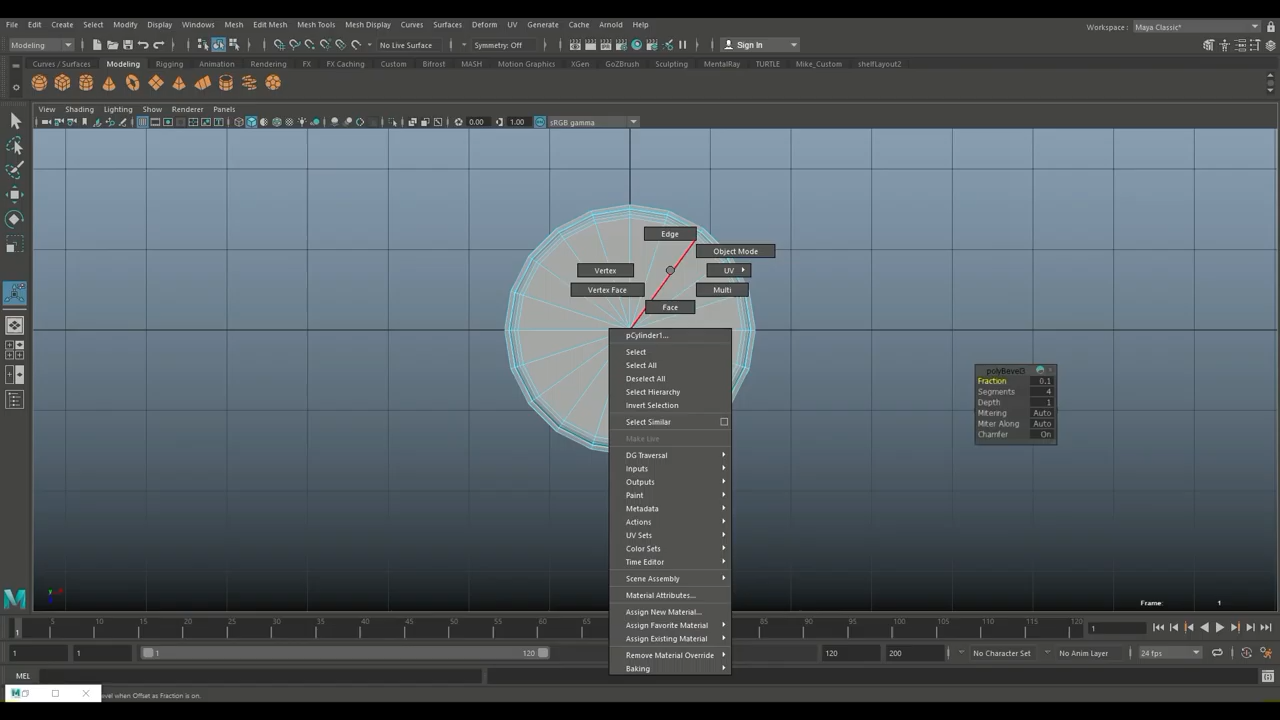 File Edit Create Select Modify Display Windows Mesh Edit Mesh Mesh Tools Mesh Display Curves Surfaces Deform UV Generate Cache Arnold Help
Workspace : Maya Classic*
Modeling No Live Surface Symmetry: Off Sign In
Curves / Surfaces Modeling Rigging Animation Rendering FX FX Caching Custom Bifrost MASH Motion Graphics XGen GoZBrush Sculpting MentalRay TURTLE Mike_Custom shelfLayout2
View Shading Lighting Show Renderer Panels
0.00 1.00 sRGB gamma
Edge
Object Mode
Vertex UV
Vertex Face Multi
Face
pCylinder1...
Select
Select All
Deselect All
Select Hierarchy
Invert Selection
Select Similar
Make Live
DG Traversal
Inputs
Outputs
Paint
Metadata
Actions
UV Sets
Color Sets
Time Editor
Scene Assembly
Material Attributes...
Assign New Material...
Assign Favorite Material
Assign Existing Material
Remove Material Override
Baking
polyBevel3
Fraction 0.1
Segments 4
Depth 1
Mitering Auto
Miter Along Auto
Chamfer On
Frame: 1
5 10 15 20 25 30 35 40 45 50 55 60 85 90 95 100 105 110 115 120
1 1
1 1 1 120 120 200 No Character Set No Anim Layer 24 fps
MEL
evel when Offset as Fraction is on.